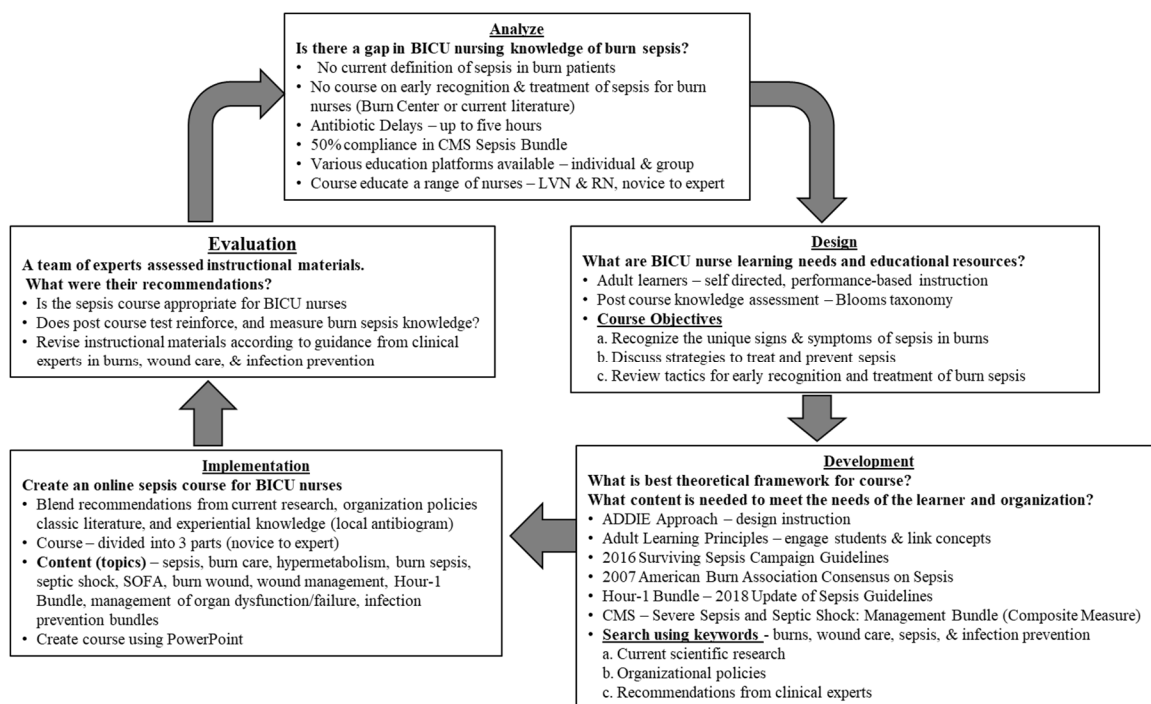 Analyze
Is there a gap in BICU nursing knowledge of burn sepsis?
• No current definition of sepsis in burn patients
• No course on early recognition & treatment of sepsis for burn
nurses (Burn Center or current literature)
• Antibiotic Delays – up to five hours
• 50% compliance in CMS Sepsis Bundle
• Various education platforms available – individual & group
• Course educate a range of nurses – LVN & RN, novice to expert
Design
What are BICU nurse learning needs and educational resources?
• Adult learners – self directed, performance-based instruction
• Post course knowledge assessment – Blooms taxonomy
• Course Objectives
a. Recognize the unique signs & symptoms of sepsis in burns
b. Discuss strategies to treat and prevent sepsis
c. Review tactics for early recognition and treatment of burn sepsis
Development
What is best theoretical framework for course?
What content is needed to meet the needs of the learner and organization?
• ADDIE Approach – design instruction
• Adult Learning Principles – engage students & link concepts
• 2016 Surviving Sepsis Campaign Guidelines
• 2007 American Burn Association Consensus on Sepsis
• Hour-1 Bundle – 2018 Update of Sepsis Guidelines
• CMS – Severe Sepsis and Septic Shock: Management Bundle (Composite Measure)
• Search using keywords - burns, wound care, sepsis, & infection prevention
a. Current scientific research
b. Organizational policies
c. Recommendations from clinical experts
Implementation
Create an online sepsis course for BICU nurses
• Blend recommendations from current research, organization policies
classic literature, and experiential knowledge (local antibiogram)
• Course – divided into 3 parts (novice to expert)
• Content (topics) – sepsis, burn care, hypermetabolism, burn sepsis,
septic shock, SOFA, burn wound, wound management, Hour-1
Bundle, management of organ dysfunction/failure, infection
prevention bundles
• Create course using PowerPoint
Evaluation
A team of experts assessed instructional materials.
What were their recommendations?
• Is the sepsis course appropriate for BICU nurses
• Does post course test reinforce, and measure burn sepsis knowledge?
• Revise instructional materials according to guidance from clinical
experts in burns, wound care, & infection prevention